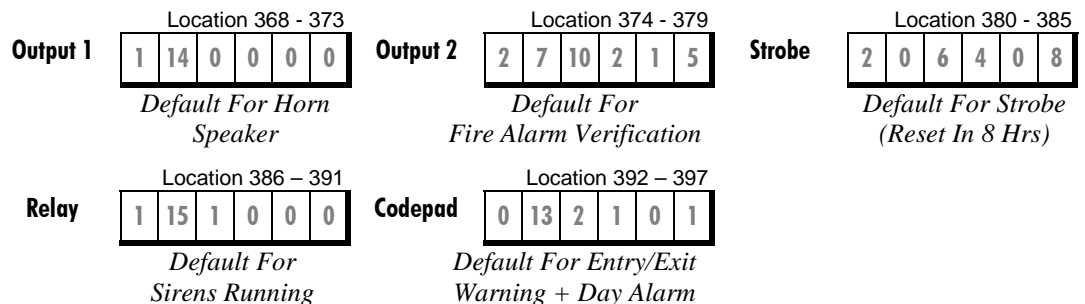 Location 368 - 373
Output 1 1 14 0 0 0 0
Default For Horn
Speaker
Location 374 - 379
Output 2 2 7 10 2 1 5
Default For
Fire Alarm Verification
Location 380 - 385
Strobe 2 0 6 4 0 8
Default For Strobe
(Reset In 8 Hrs)
Location 386 – 391
Relay 1 15 1 0 0 0
Default For
Sirens Running
Location 392 – 397
Codepad 0 13 2 1 0 1
Default For Entry/Exit
Warning + Day Alarm